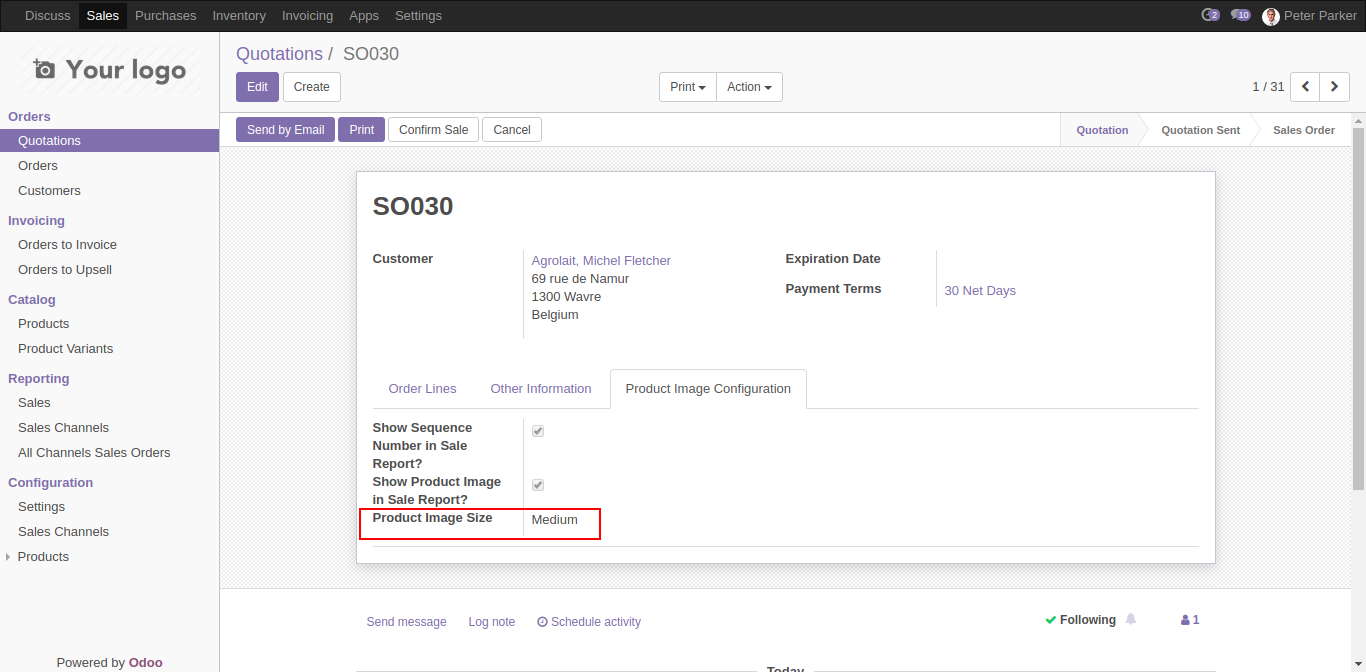 Discuss Sales Purchases Inventory Invoicing Apps Settings 2 10 Peter Parker
Your logo
Quotations / SO030
Edit Create Print Action 1 / 31
Send by Email Print Confirm Sale Cancel Quotation Quotation Sent Sales Order
Orders
Quotations
Orders
Customers
Invoicing
Orders to Invoice
Orders to Upsell
Catalog
Products
Product Variants
Reporting
Sales
Sales Channels
All Channels Sales Orders
Configuration
Settings
Sales Channels
Products
Powered by Odoo
SO030
Customer
Agrolait, Michel Fletcher
69 rue de Namur
1300 Wavre
Belgium
Expiration Date
Payment Terms 30 Net Days
Order Lines Other Information Product Image Configuration
Show Sequence
Number in Sale
Report?
Show Product Image
in Sale Report?
Product Image Size Medium
Send message Log note Schedule activity Following 1
Today